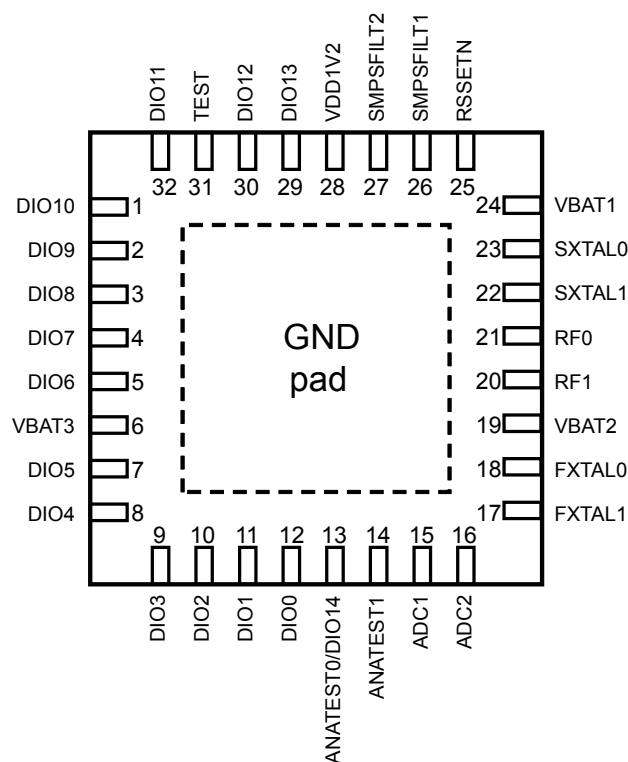 DIO11
TEST
DIO12
DIO13
VDD1V2
SMPSFILT2
SMPSFILT1
RSSETN
32 31 30 29 28 27 26 25
DIO10 1
DIO9 2
DIO8 3
DIO7 4
DIO6 5
VBAT3 6
DIO5 7
DIO4 8
GND
pad
24 VBAT1
23 SXTAL0
22 SXTAL1
21 RF0
20 RF1
19 VBAT2
18 FXTAL0
17 FXTAL1
9 10 11 12 13 14 15 16
DIO3
DIO2
DIO1
DIO0
ANATEST0/DIO14
ANATEST1
ADC1
ADC2